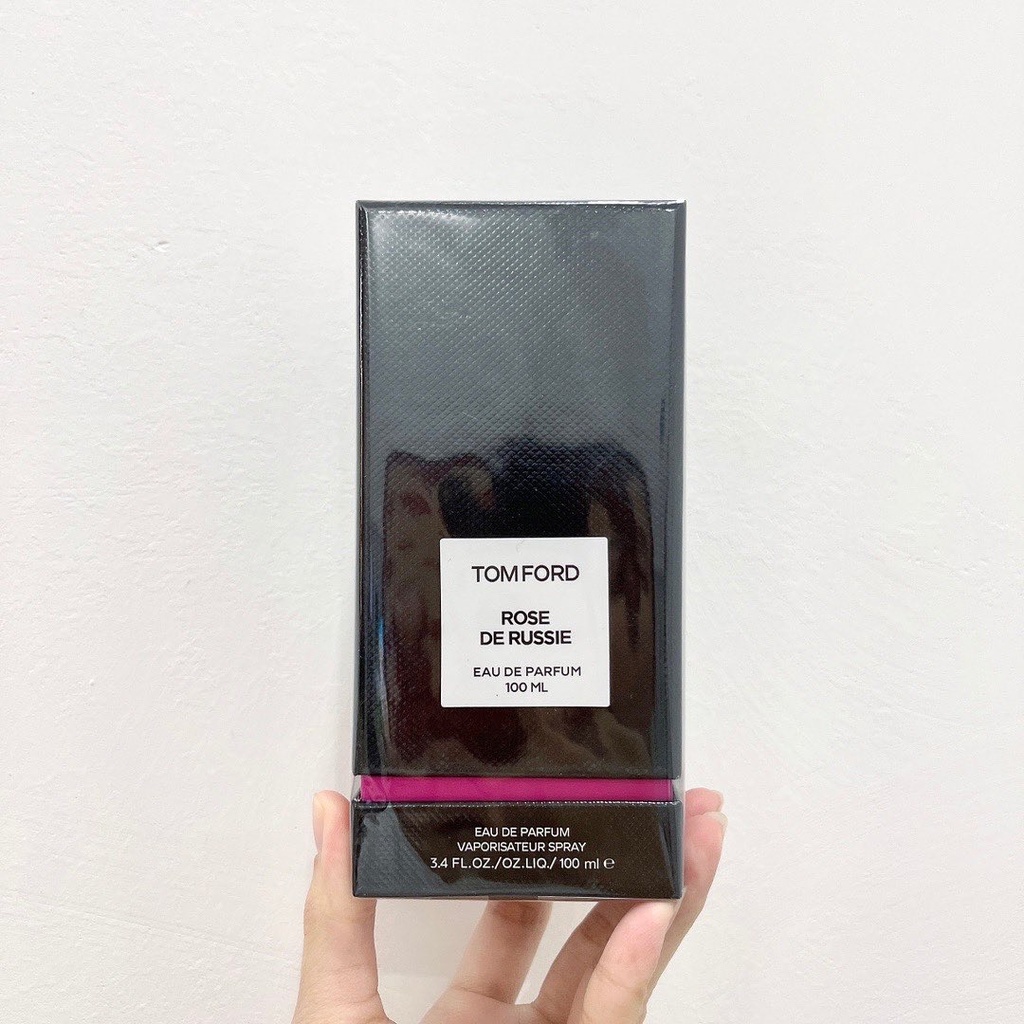 TOM FORD
ROSE
DE RUSSIE
EAU DE PARFUM
100 ML
EAU DE PARFUM
VAPORISATEUR SPRAY
3.4 FL.OZ./OZ.LIQ./ 100 ml ℮